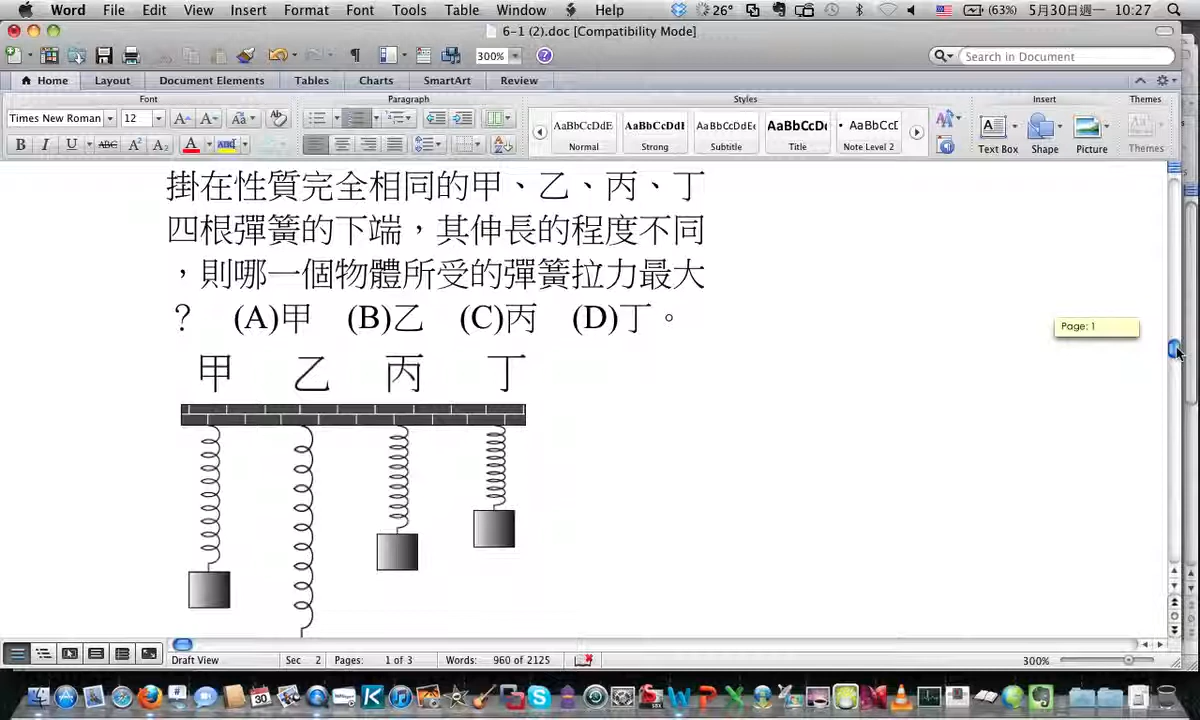 Word File Edit View Insert Format Font Tools Table Window Help 26° (63%) 5月30日週一 10:27
6-1 (2).doc [Compatibility Mode]
300% Search in Document
Home Layout Document Elements Tables Charts SmartArt Review
Font Paragraph Styles Insert Themes
Times New Roman 12
AaBbCcDdE AaBbCcDdI AaBbCcDdEe AaBbCcDd • AaBbCcI
Normal Strong Subtitle Title Note Level 2 Text Box Shape Picture Themes
掛在性質完全相同的甲、乙、丙、丁
四根彈簧的下端，其伸長的程度不同
，則哪一個物體所受的彈簧拉力最大
？ (A)甲 (B)乙 (C)丙 (D)丁。
Page: 1
甲 乙 丙 丁
Draft View Sec 2 Pages: 1 of 3 Words: 960 of 2125 300%